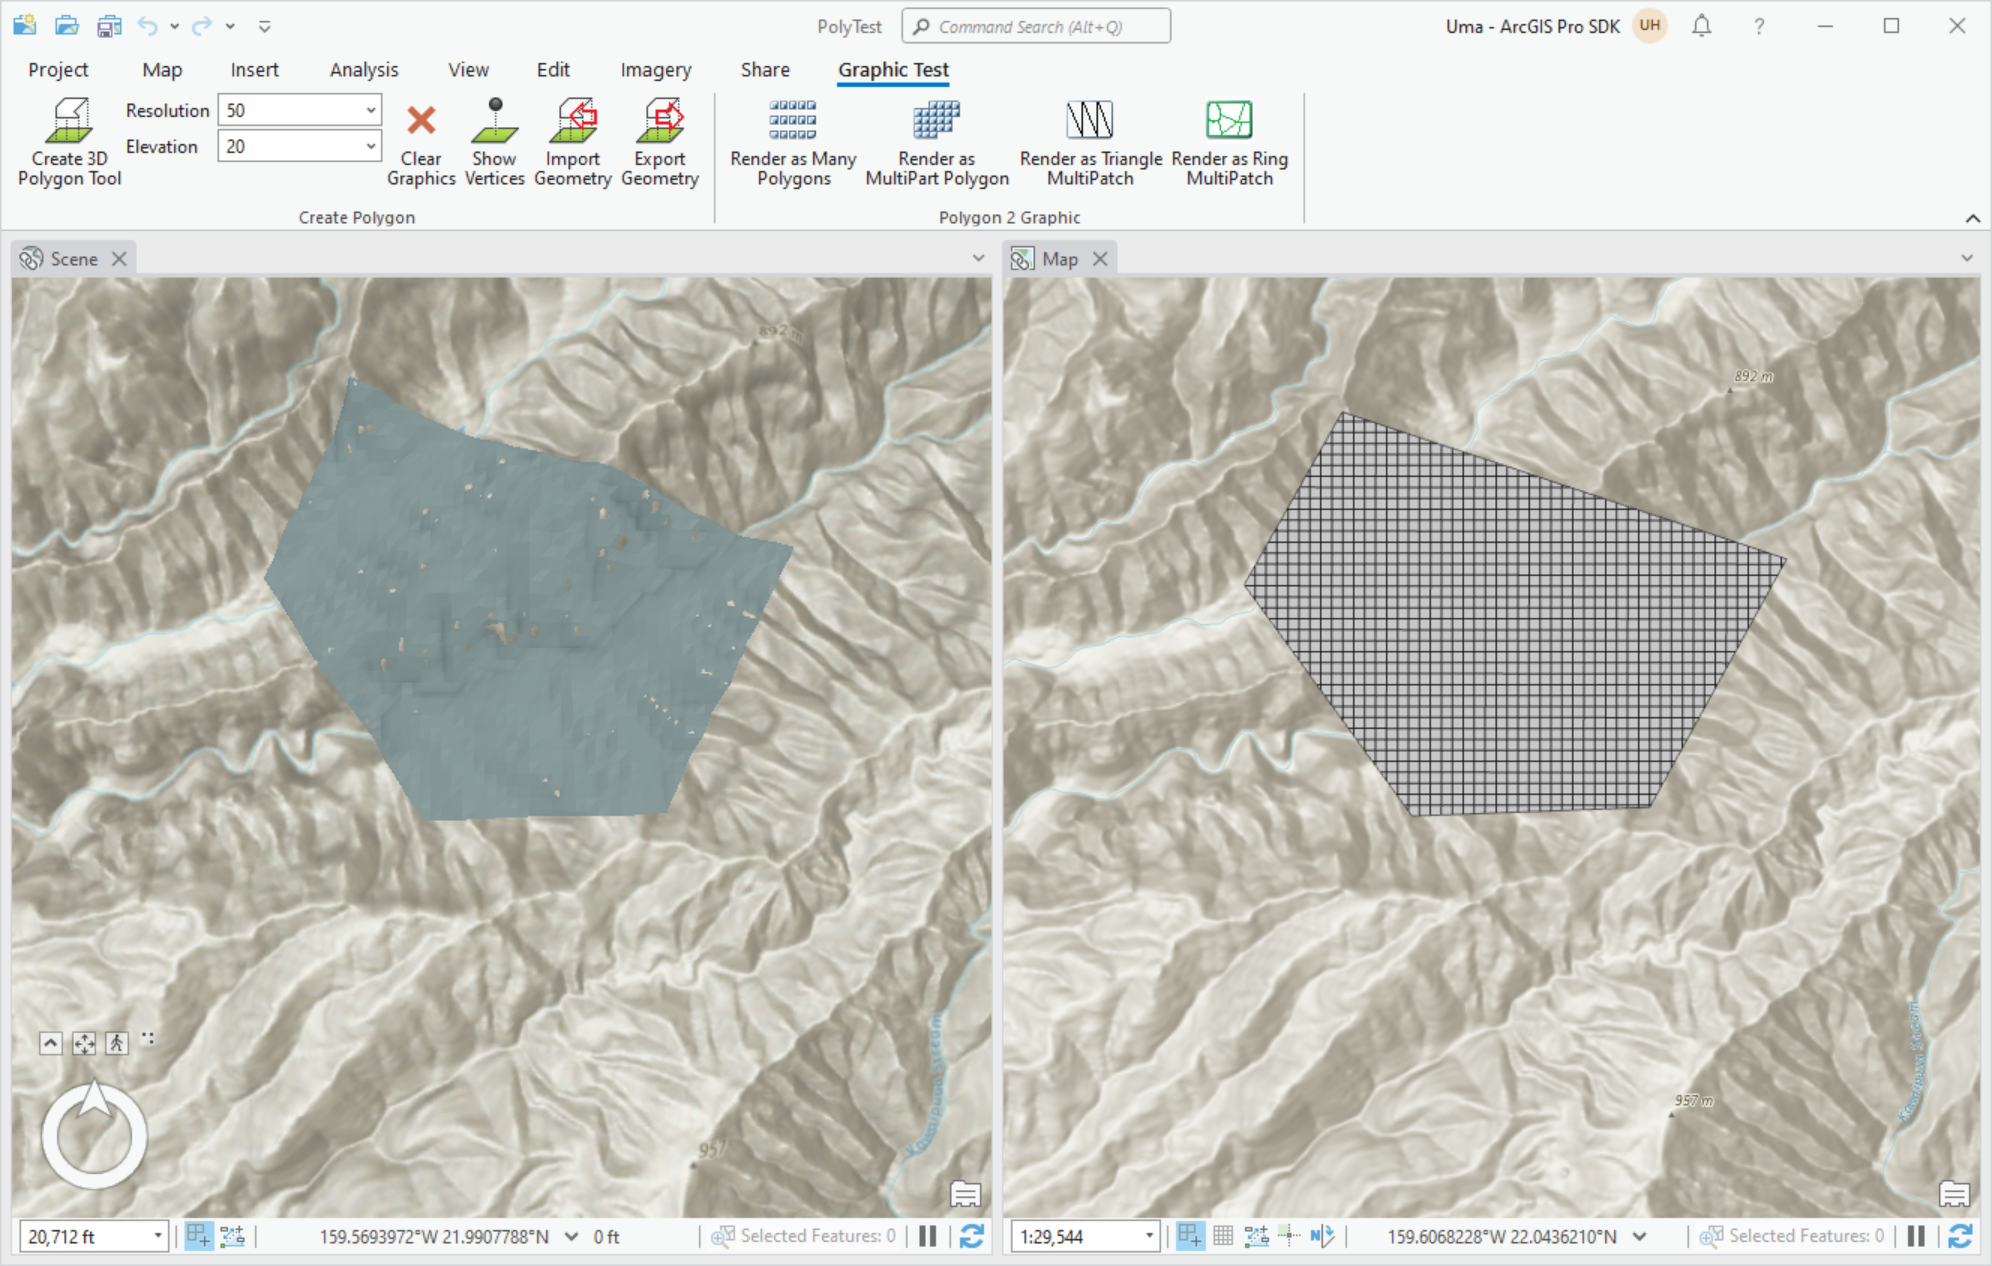 PolyTest
Command Search (Alt+Q)
Uma - ArcGIS Pro SDK
UH
Project
Map
Insert
Analysis
View
Edit
Imagery
Share
Graphic Test
Create 3D
Polygon Tool
Resolution
50
Elevation
20
Clear
Graphics
Show
Vertices
Import
Geometry
Export
Geometry
Create Polygon
Render as Many
Polygons
Render as
MultiPart Polygon
Render as Triangle
MultiPatch
Render as Ring
MultiPatch
Polygon 2 Graphic
Scene
Map
892 m
892 m
957
957 m
20,712 ft
159.5693972°W 21.9907788°N
0 ft
Selected Features: 0
1:29,544
159.6068228°W 22.0436210°N
Selected Features: 0